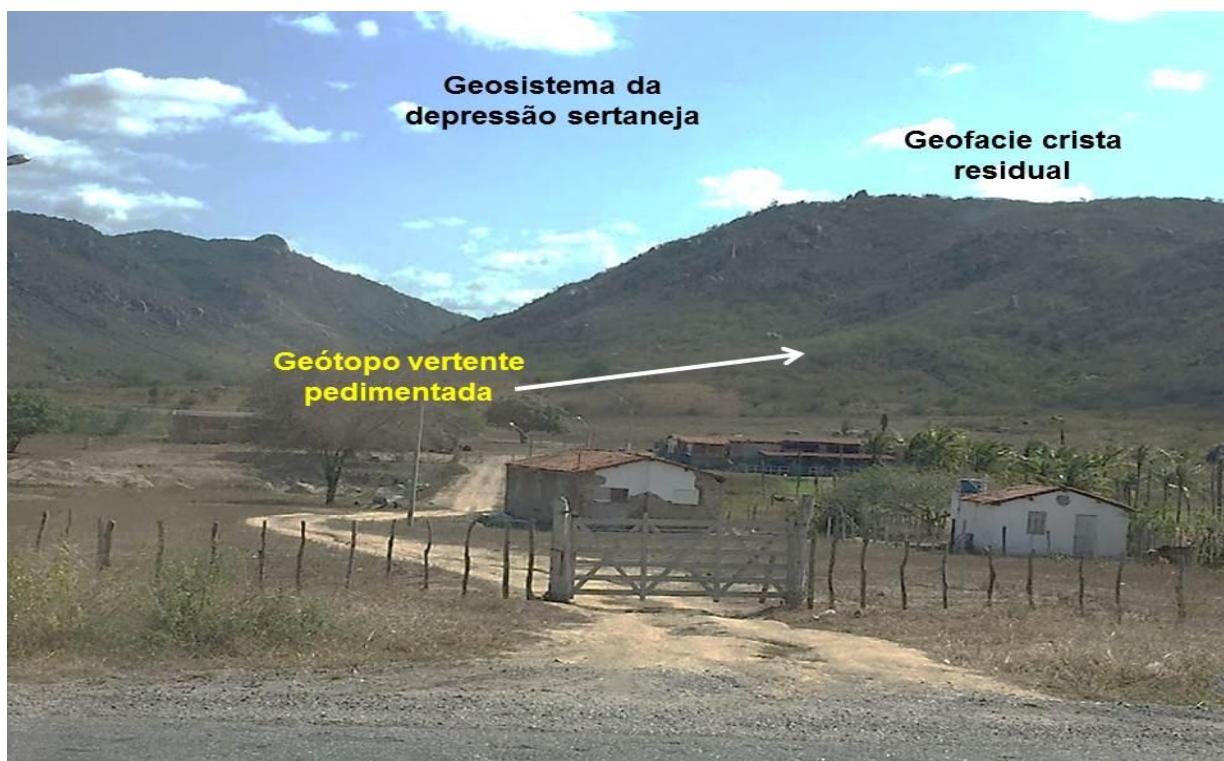 Geosistema da
depressão sertaneja
Geofacie crista
residual
Geótopo vertente
pedimentada